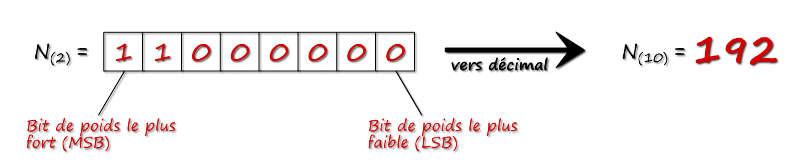 N(2) = 1 1 0 0 0 0 0 0
vers décimal
N(10) = 192
Bit de poids le plus
fort (MSB)
Bit de poids le plus
faible (LSB)